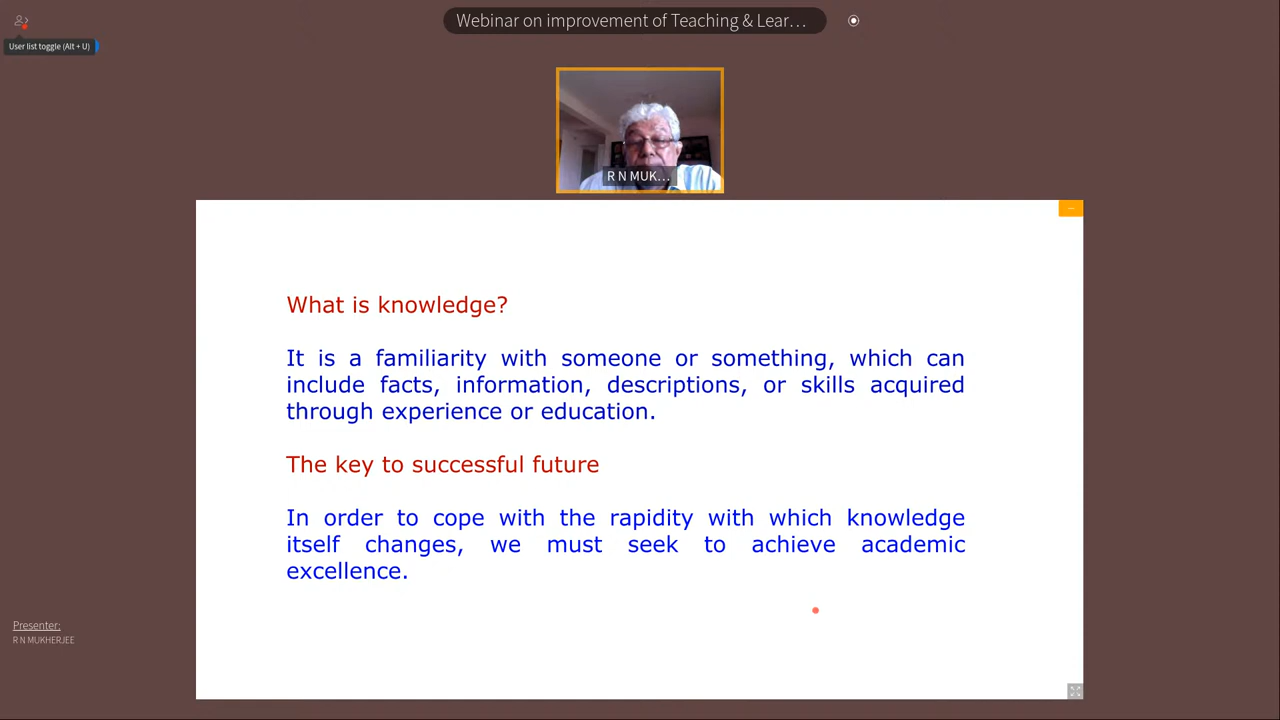 Webinar on improvement of Teaching & Lear…
User list toggle (Alt + U)
R N MUK…
What is knowledge?
It is a familiarity with someone or something, which can
include facts, information, descriptions, or skills acquired
through experience or education.
The key to successful future
In order to cope with the rapidity with which knowledge
itself changes, we must seek to achieve academic
excellence.
Presenter:
R N MUKHERJEE